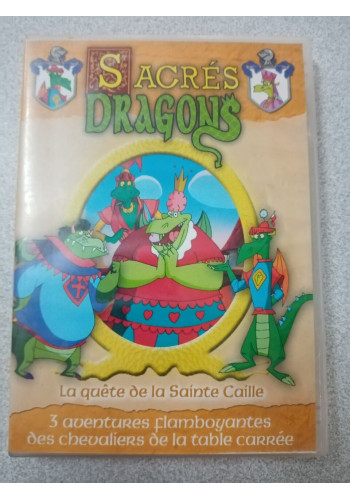 SACRÉS
DRAGONS
La quête de la Sainte Caille
3 aventures flamboyantes
des chevaliers de la table carrée